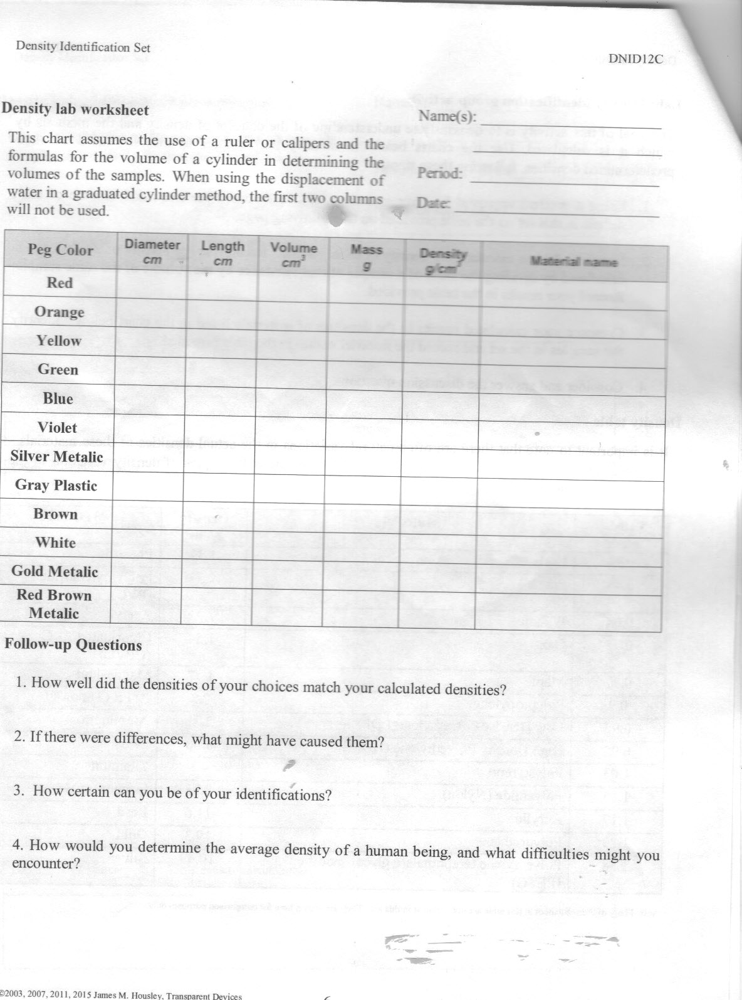 Density Identification Set
DNID12C
Density lab worksheet
Name(s):
This chart assumes the use of a ruler or calipers and the
formulas for the volume of a cylinder in determining the
volumes of the samples. When using the displacement of
water in a graduated cylinder method, the first two columns
will not be used.
Period:
Date:
Peg Color Diameter cm Length cm Volume cm³ Mass g Density g/cm³ Material name
Red
Orange
Yellow
Green
Blue
Violet
Silver Metalic
Gray Plastic
Brown
White
Gold Metalic
Red Brown
Metalic
Follow-up Questions
1. How well did the densities of your choices match your calculated densities?
2. If there were differences, what might have caused them?
3. How certain can you be of your identifications?
4. How would you determine the average density of a human being, and what difficulties might you
encounter?
©2003, 2007, 2011, 2015 James M. Housley, Transparent Devices